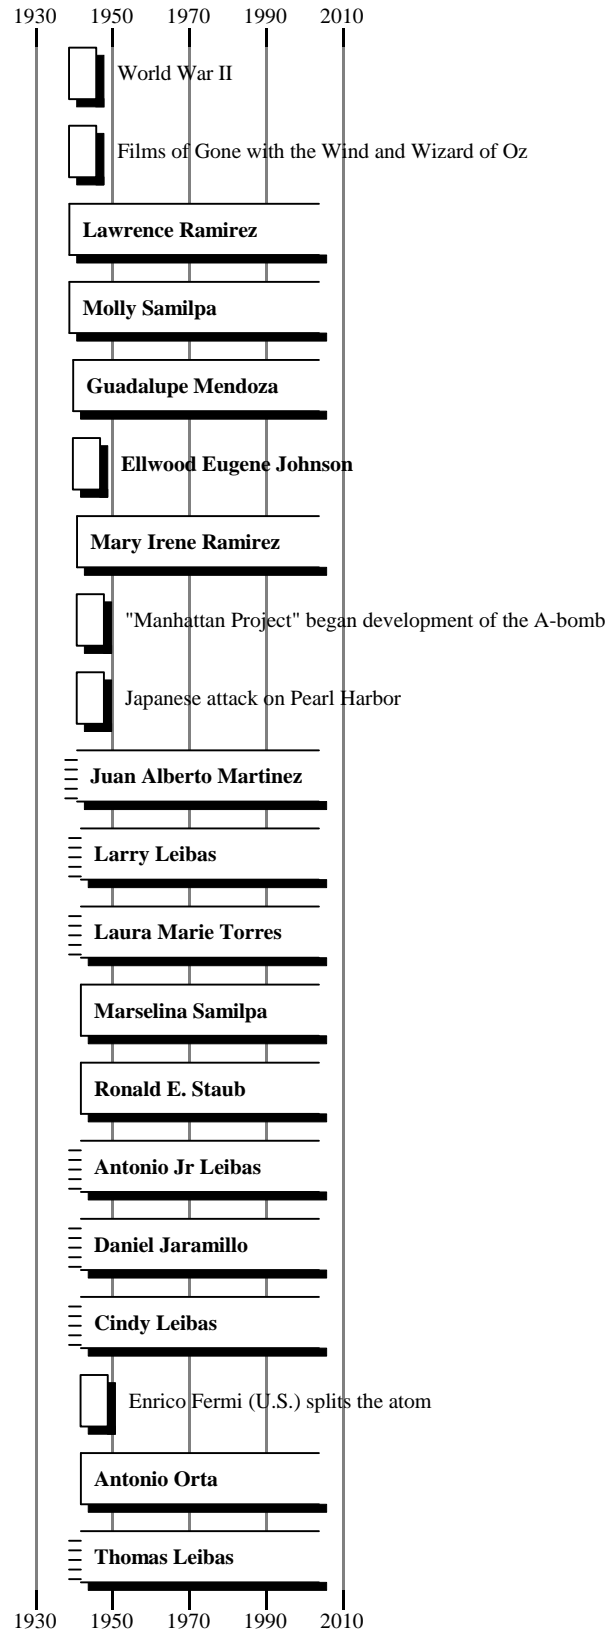 1930 1950 1970 1990 2010
World War II
Films of Gone with the Wind and Wizard of Oz
Lawrence Ramirez
Molly Samilpa
Guadalupe Mendoza
Ellwood Eugene Johnson
Mary Irene Ramirez
"Manhattan Project" began development of the A-bomb
Japanese attack on Pearl Harbor
Juan Alberto Martinez
Larry Leibas
Laura Marie Torres
Marselina Samilpa
Ronald E. Staub
Antonio Jr Leibas
Daniel Jaramillo
Cindy Leibas
Enrico Fermi (U.S.) splits the atom
Antonio Orta
Thomas Leibas
1930 1950 1970 1990 2010